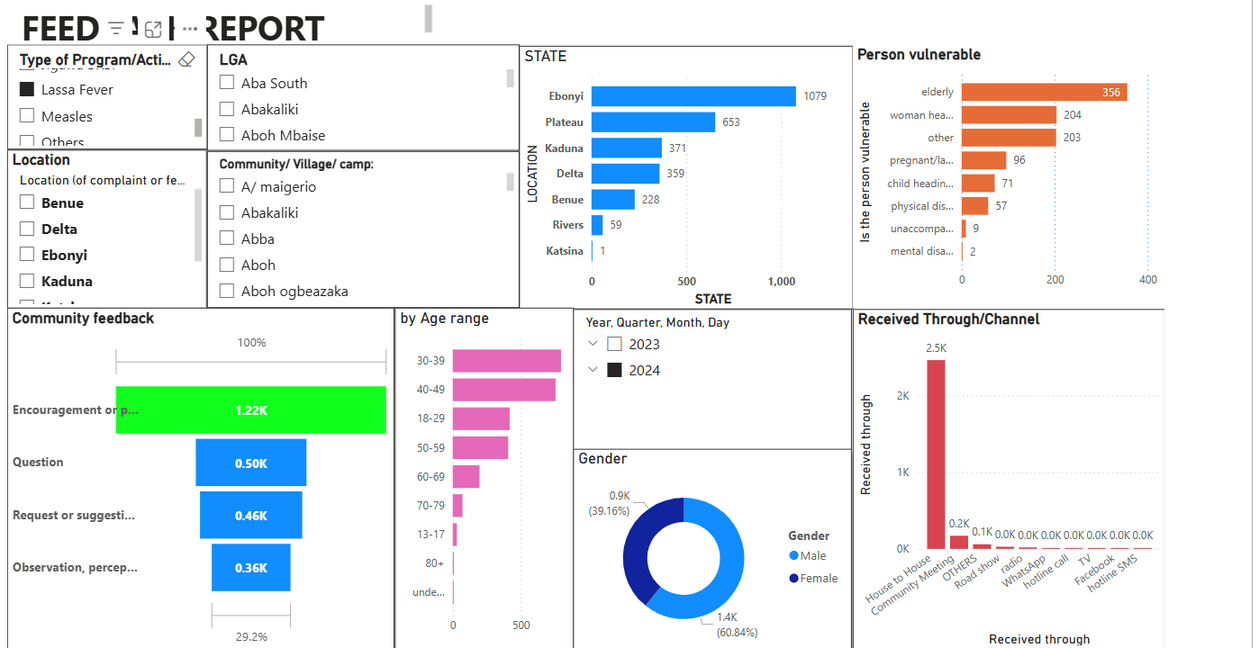 FEED REPORT
Type of Program/Acti...
Lassa Fever
Measles
Others
Location
Location (of complaint or fe...
Benue
Delta
Ebonyi
Kaduna
LGA
Aba South
Abakaliki
Aboh Mbaise
Community/ Village/ camp:
A/ maigerio
Abakaliki
Abba
Aboh
Aboh ogbeazaka
STATE
LOCATION
Ebonyi 1079
Plateau 653
Kaduna 371
Delta 359
Benue 228
Rivers 59
Katsina 1
0 500 1,000
STATE
Person vulnerable
Is the person vulnerable
elderly 356
woman hea... 204
other 203
pregnant/la... 96
child headin... 71
physical dis... 57
unaccompa... 9
mental disa... 2
0 200 400
Community feedback
100%
Encouragement or p... 1.22K
Question 0.50K
Request or suggesti... 0.46K
Observation, percep... 0.36K
29.2%
by Age range
30-39
40-49
18-29
50-59
60-69
70-79
13-17
80+
unde...
0 500
Year, Quarter, Month, Day
2023
2024
Gender
0.9K
(39.16%)
1.4K
(60.84%)
Gender
Male
Female
Received Through/Channel
Received through
2.5K
0.2K 0.1K 0.0K 0.0K 0.0K 0.0K 0.0K 0.0K 0.0K
2K
1K
0K
House to House
Community Meeting
OTHERS
Road show
radio
WhatsApp
hotline call
TV
Facebook
hotline SMS
Received through